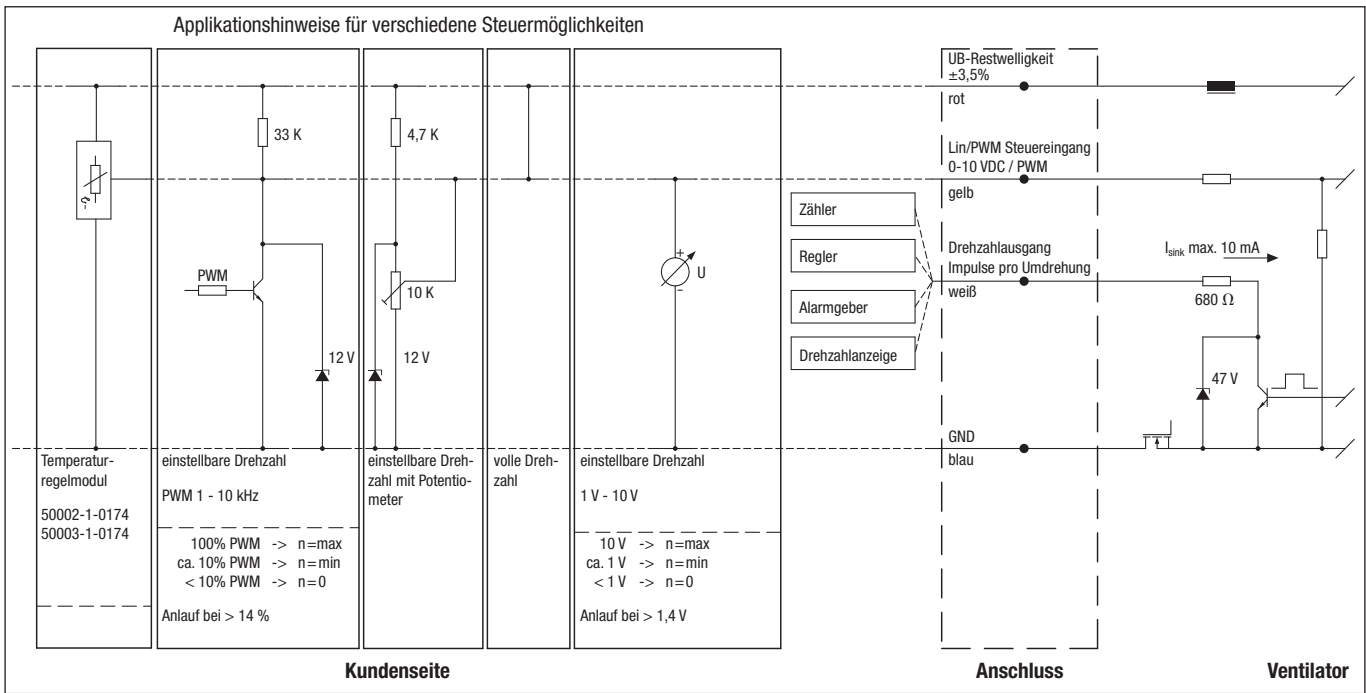 Applikationshinweise für verschiedene Steuermöglichkeiten
33 K
PWM
12 V
4,7 K
10 K
12 V
+
U
–
Zähler
Regler
Alarmgeber
Drehzahlanzeige
UB-Restwelligkeit
±3,5%
rot
Lin/PWM Steuereingang
0-10 VDC / PWM
gelb
Drehzahlausgang
Impulse pro Umdrehung
weiß
GND
blau
Isink max. 10 mA
680 Ω
47 V
Temperatur-
regelmodul
50002-1-0174
50003-1-0174
einstellbare Drehzahl
PWM 1 - 10 kHz
100% PWM -> n=max
ca. 10% PWM -> n=min
< 10% PWM -> n=0
Anlauf bei > 14 %
einstellbare Dreh-
zahl mit Potentio-
meter
volle Dreh-
zahl
einstellbare Drehzahl
1 V - 10 V
10 V -> n=max
ca. 1 V -> n=min
< 1 V -> n=0
Anlauf bei > 1,4 V
Kundenseite
Anschluss
Ventilator